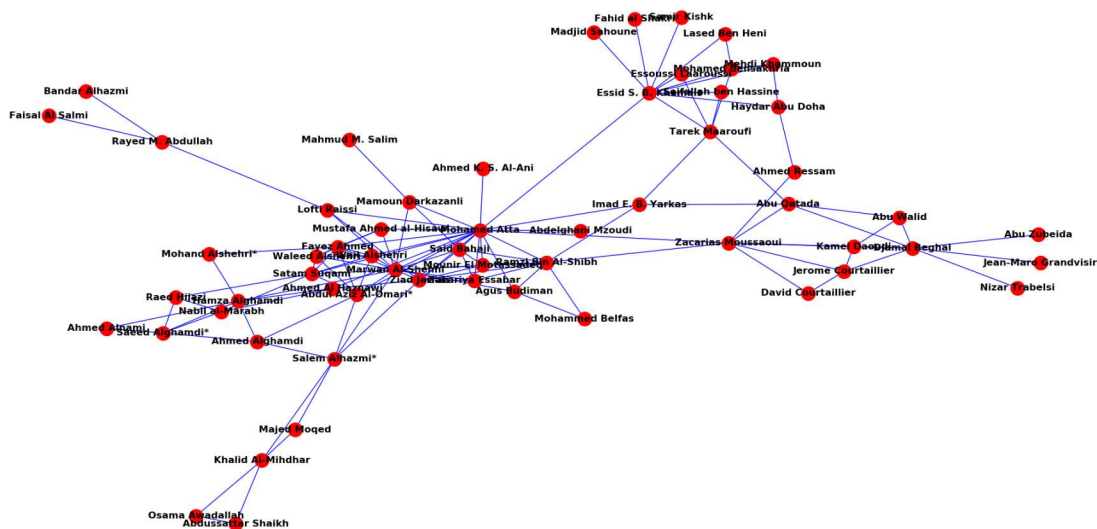 Fahid al Shakri
Samir Kishk
Madjid Sahoune
Lased Ben Heni
Mehdi Khammoun
Mohamed Bensakhria
Essoussi Laaroussi
Bandar Alhazmi
Essid S. B. Khemais
Seifallah ben Hassine
Haydar Abu Doha
Faisal Al Salmi
Tarek Maaroufi
Rayed M. Abdullah
Mahmud M. Salim
Ahmed K. S. Al-Ani
Ahmed Ressam
Mamoun Darkazanli
Imad E. B. Yarkas
Abu Qatada
Lofti Raissi
Abu Walid
Mustafa Ahmed al-Hisawi
Mohamed Atta
Abdelghani Mzoudi
Abu Zubeida
Zacarias Moussaoui
Kamel Daoudi
Djamal Beghal
Mohand Alshehri*
Fayez Ahmed
Said Bahaji
Waleed Alshehri
Wail Alshehri
Ramzi Bin Al-Shibh
Jean-Marc Grandvisir
Mounir El Motassadeq
Marwan Al-Shehhi
Jerome Courtaillier
Satam Suqami
Ziad Jarrah
Zakariya Essabar
Nizar Trabelsi
Ahmed Al Haznawi
Agus Budiman
David Courtaillier
Abdul Aziz Al-Omari*
Raed Hijazi
Hamza Alghamdi
Nabil al-Marabh
Mohammed Belfas
Ahmed Alnami
Saeed Alghamdi*
Ahmed Alghamdi
Salem Alhazmi*
Majed Moqed
Khalid Al-Mihdhar
Osama Awadallah
Abdussattar Shaikh